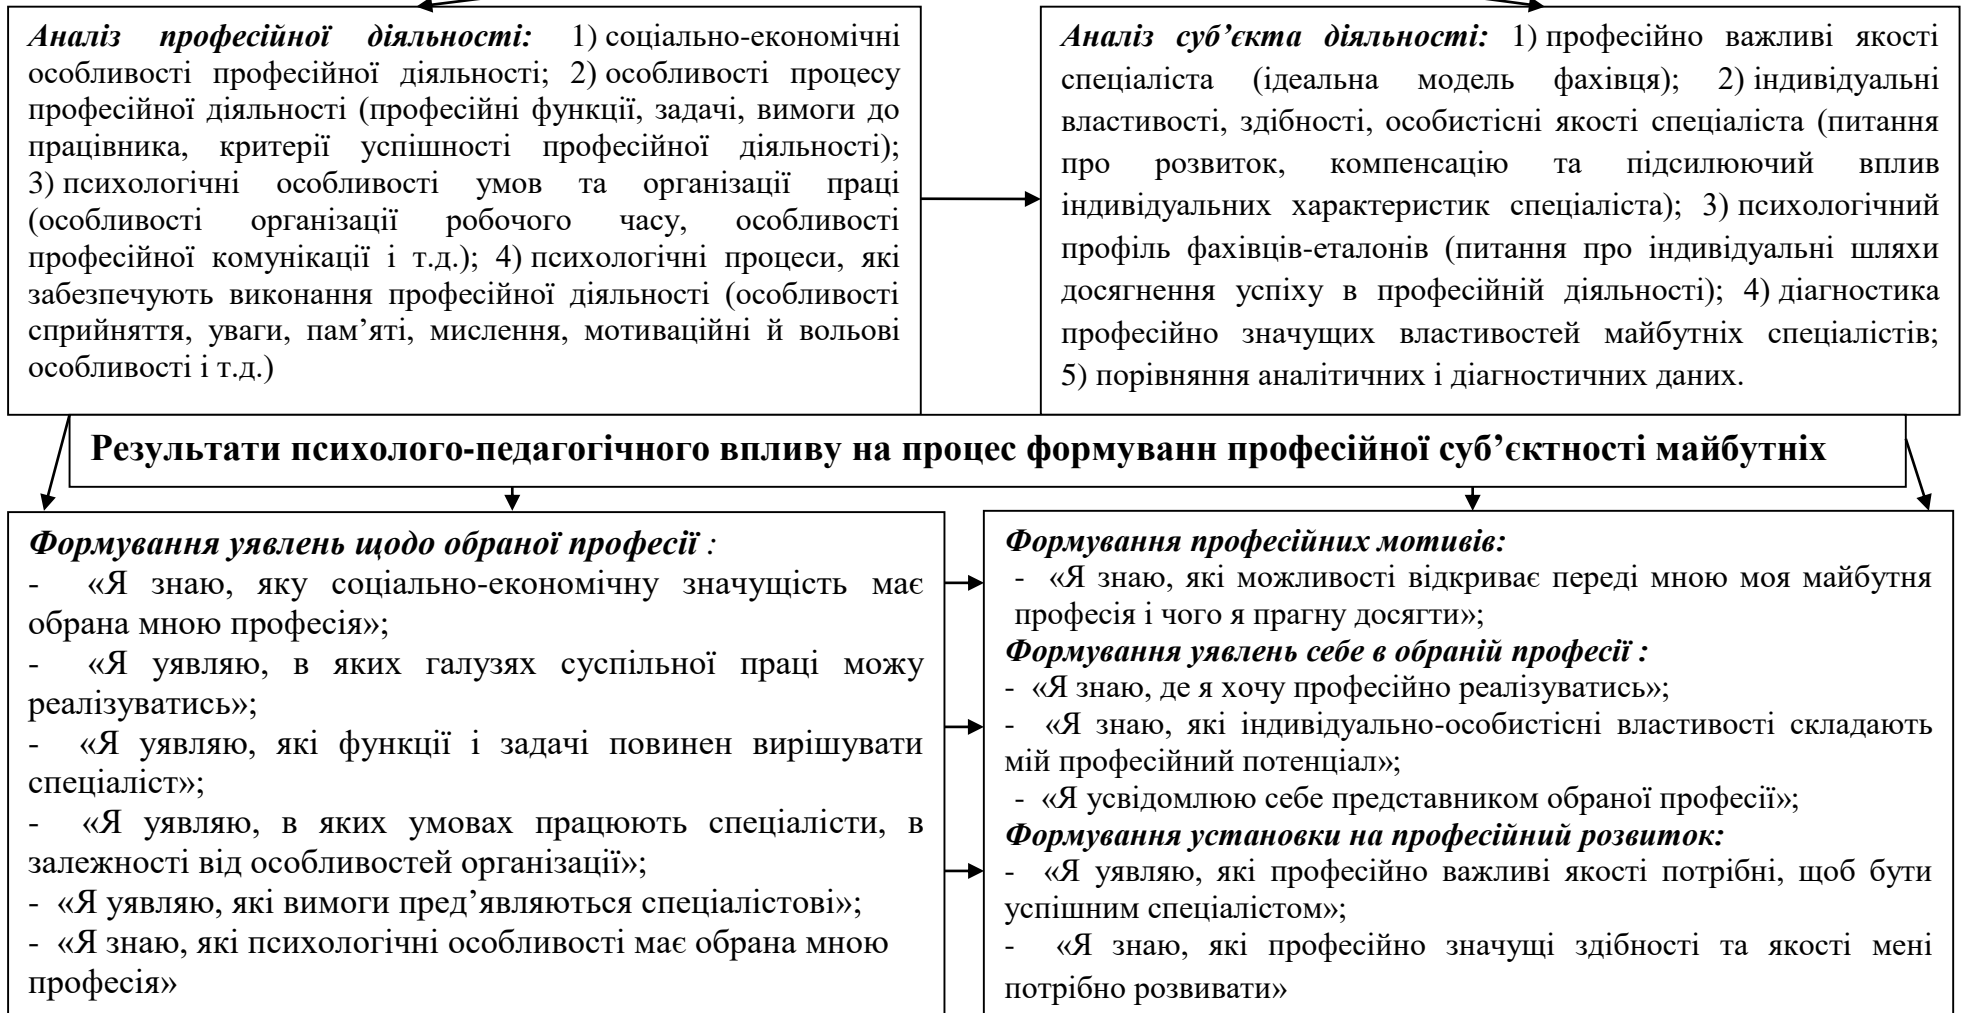 Аналіз професійної діяльності: 1) соціально-економічні
особливості професійної діяльності; 2) особливості процесу
професійної діяльності (професійні функції, задачі, вимоги до
працівника, критерії успішності професійної діяльності);
3) психологічні особливості умов та організації праці
(особливості організації робочого часу, особливості
професійної комунікації і т.д.); 4) психологічні процеси, які
забезпечують виконання професійної діяльності (особливості
сприйняття, уваги, пам’яті, мислення, мотиваційні й вольові
особливості і т.д.)
Аналіз суб’єкта діяльності: 1) професійно важливі якості
спеціаліста (ідеальна модель фахівця); 2) індивідуальні
властивості, здібності, особистісні якості спеціаліста (питання
про розвиток, компенсацію та підсилюючий вплив
індивідуальних характеристик спеціаліста); 3) психологічний
профіль фахівців-еталонів (питання про індивідуальні шляхи
досягнення успіху в професійній діяльності); 4) діагностика
професійно значущих властивостей майбутніх спеціалістів;
5) порівняння аналітичних і діагностичних даних.
Результати психолого-педагогічного впливу на процес формуванн професійної суб’єктності майбутніх
Формування уявлень щодо обраної професії :
- «Я знаю, яку соціально-економічну значущість має
обрана мною професія»;
- «Я уявляю, в яких галузях суспільної праці можу
реалізуватись»;
- «Я уявляю, які функції і задачі повинен вирішувати
спеціаліст»;
- «Я уявляю, в яких умовах працюють спеціалісти, в
залежності від особливостей організації»;
- «Я уявляю, які вимоги пред’являються спеціалістові»;
- «Я знаю, які психологічні особливості має обрана мною
професія»
Формування професійних мотивів:
- «Я знаю, які можливості відкриває переді мною моя майбутня
професія і чого я прагну досягти»;
Формування уявлень себе в обраній професії :
- «Я знаю, де я хочу професійно реалізуватись»;
- «Я знаю, які індивідуально-особистісні властивості складають
мій професійний потенціал»;
- «Я усвідомлюю себе представником обраної професії»;
Формування установки на професійний розвиток:
- «Я уявляю, які професійно важливі якості потрібні, щоб бути
успішним спеціалістом»;
- «Я знаю, які професійно значущі здібності та якості мені
потрібно розвивати»